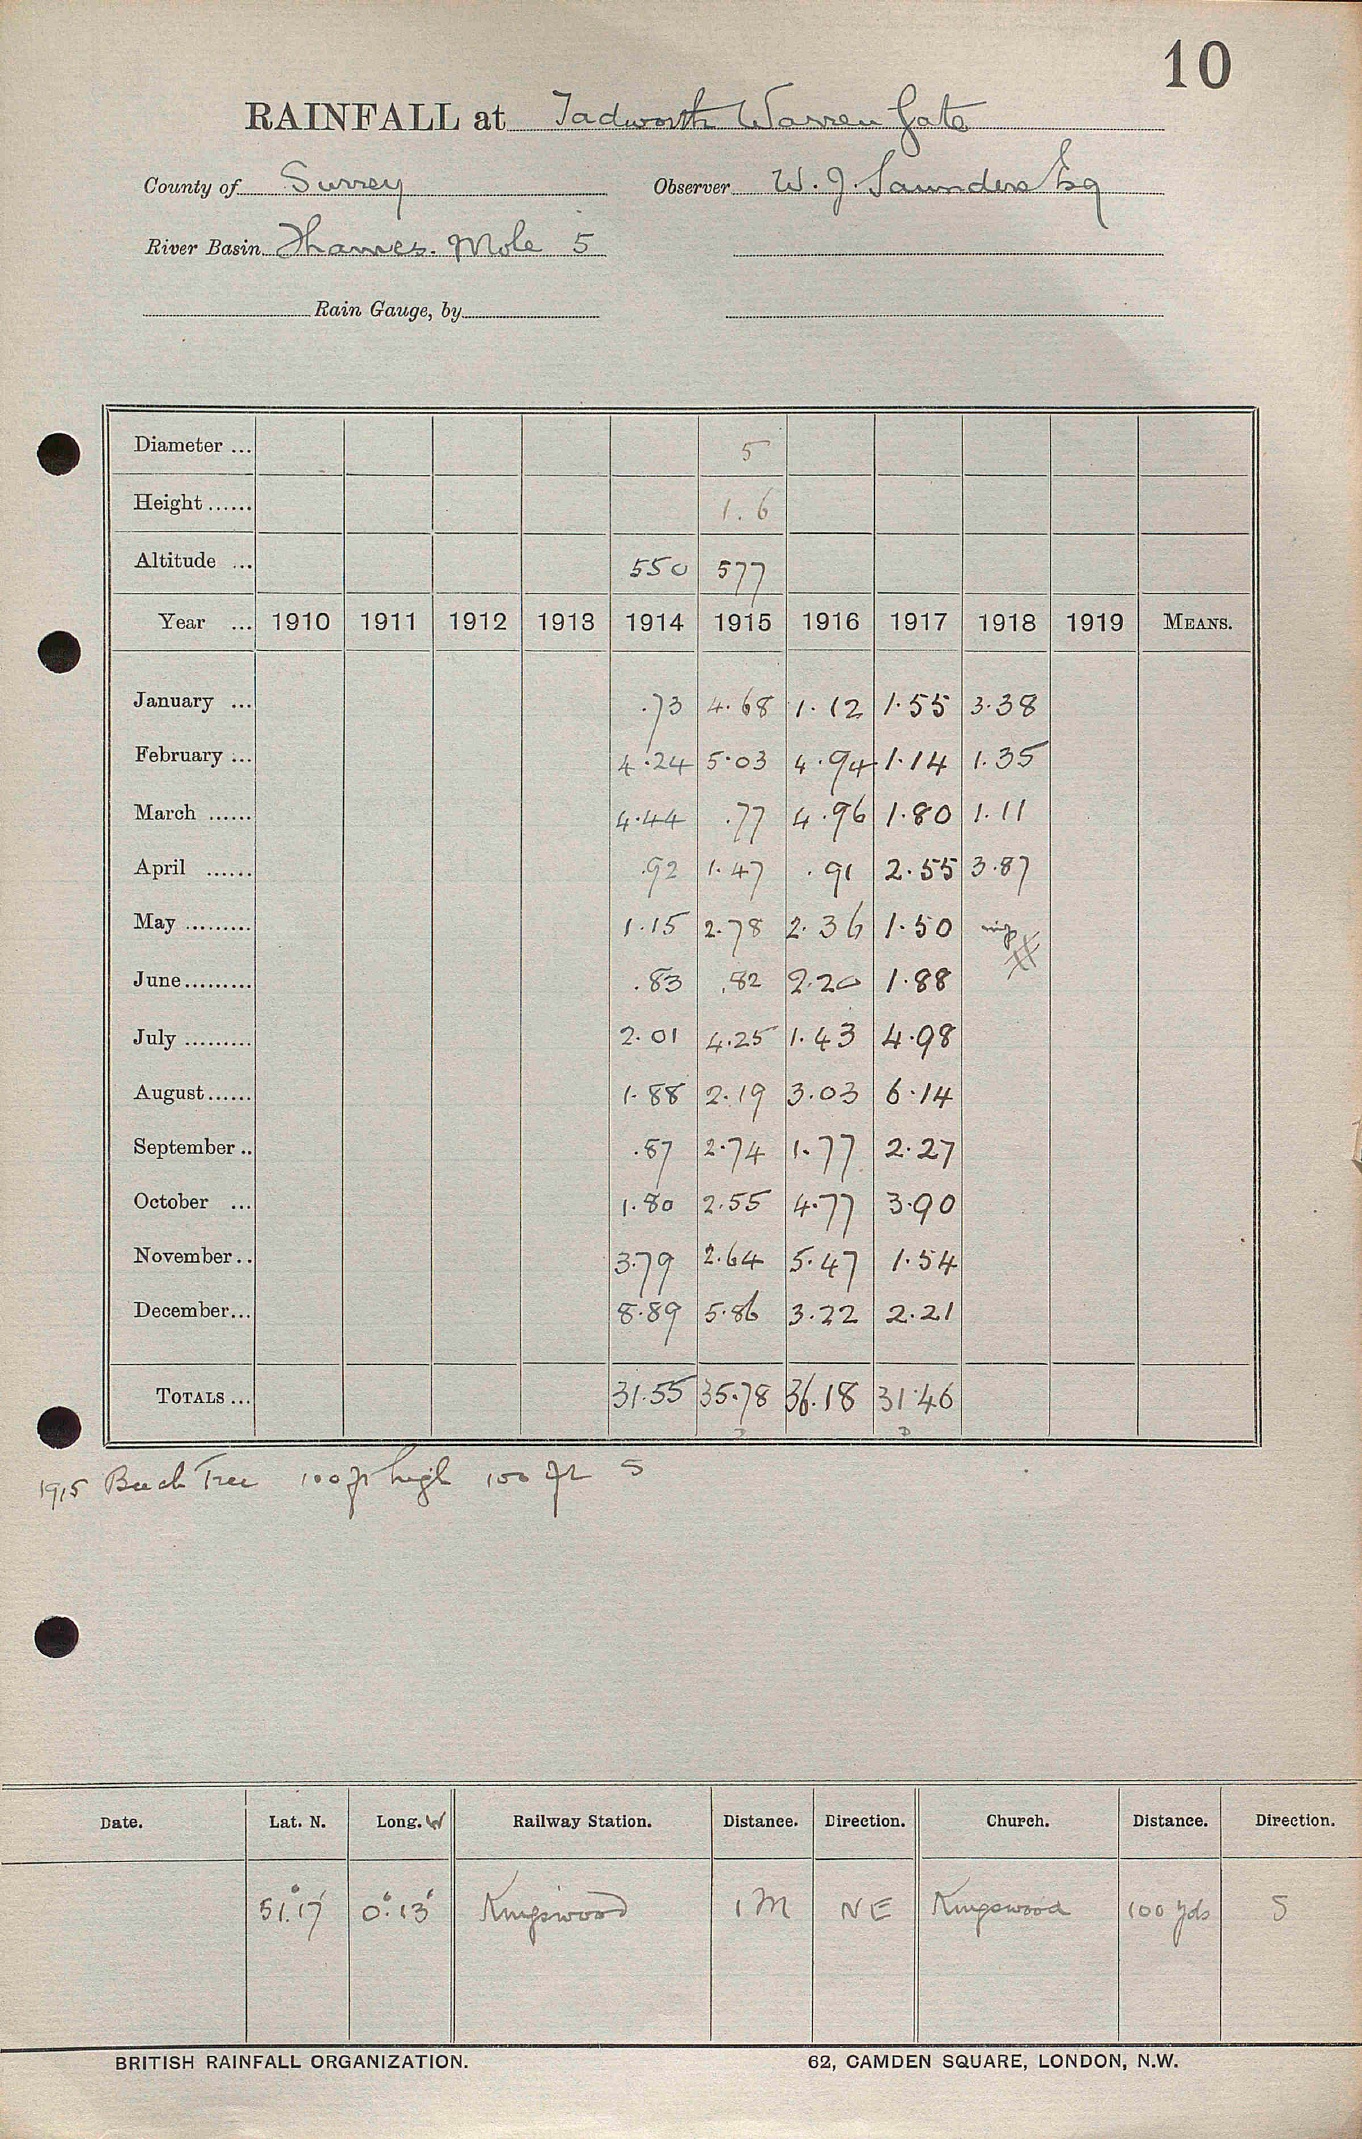 10
RAINFALL at Tadworth Warren Gate
County of Surrey Observer W. J. Saunders Esq
River Basin Thames. Mole 5
Rain Gauge, by
Diameter ... 5
Height ...... 1.6
Altitude ... 550 577
Year ... 1910 1911 1912 1913 1914 1915 1916 1917 1918 1919 MEANS.
January ... .73 4.68 1.12 1.55 3.38
February ... 4.24 5.03 4.94 1.14 1.35
March ...... 4.44 .77 4.96 1.80 1.11
April ...... .92 1.47 .91 2.55 3.87
May ......... 1.15 2.78 2.36 1.50
June......... .83 .82 2.20 1.88
July ......... 2.01 4.25 1.43 4.98
August...... 1.88 2.19 3.03 6.14
September .. .87 2.74 1.77 2.27
October ... 1.80 2.55 4.77 3.90
November .. 3.79 2.64 5.47 1.54
December... 8.89 5.86 3.22 2.21
TOTALS ... 31.55 35.78 36.18 31.46
1915 Beech Tree 100 ft high 100 ft S
Date. Lat. N. Long. W Railway Station. Distance. Direction. Church. Distance. Direction.
51°.17' 0°.13' Kingswood 1 M NE Kingswood 100 yds S
BRITISH RAINFALL ORGANIZATION. 62, CAMDEN SQUARE, LONDON, N.W.